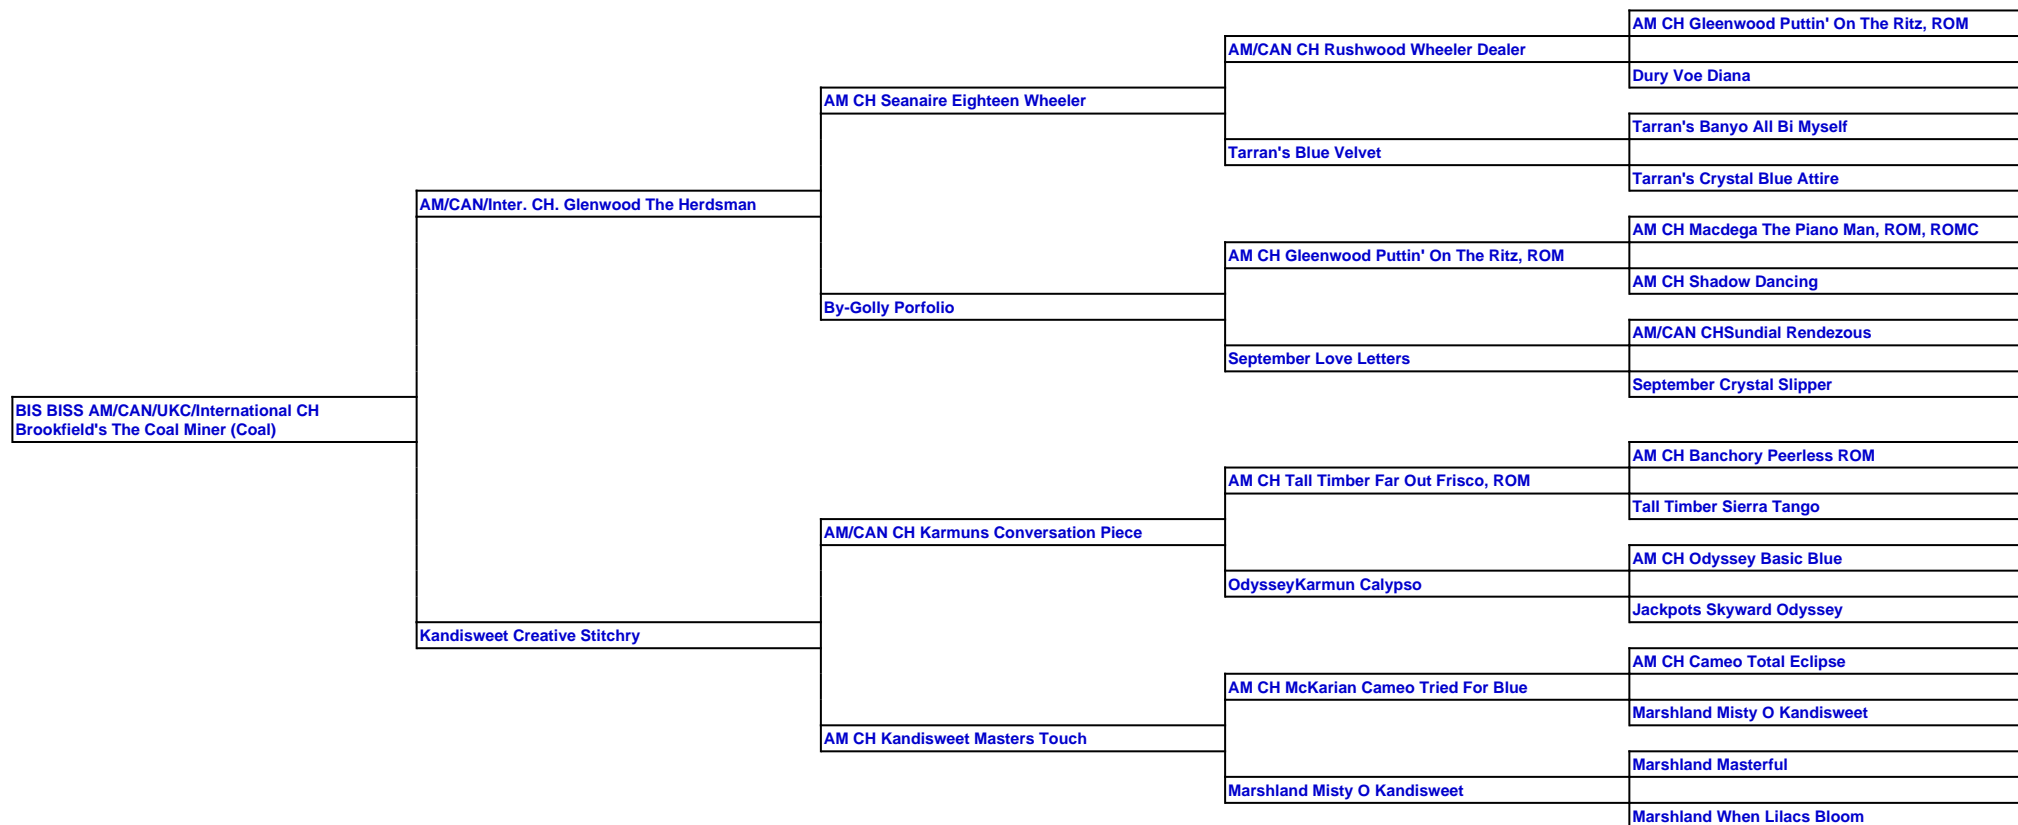 AM CH Gleenwood Puttin' On The Ritz, ROM
AM/CAN CH Rushwood Wheeler Dealer
Dury Voe Diana
AM CH Seanaire Eighteen Wheeler
Tarran's Banyo All Bi Myself
Tarran's Blue Velvet
Tarran's Crystal Blue Attire
AM/CAN/Inter. CH. Glenwood The Herdsman
AM CH Macdega The Piano Man, ROM, ROMC
AM CH Gleenwood Puttin' On The Ritz, ROM
AM CH Shadow Dancing
By-Golly Porfolio
AM/CAN CHSundial Rendezous
September Love Letters
September Crystal Slipper
BIS BISS AM/CAN/UKC/International CH
Brookfield's The Coal Miner (Coal)
AM CH Banchory Peerless ROM
AM CH Tall Timber Far Out Frisco, ROM
Tall Timber Sierra Tango
AM/CAN CH Karmuns Conversation Piece
AM CH Odyssey Basic Blue
OdysseyKarmun Calypso
Jackpots Skyward Odyssey
Kandisweet Creative Stitchry
AM CH Cameo Total Eclipse
AM CH McKarian Cameo Tried For Blue
Marshland Misty O Kandisweet
AM CH Kandisweet Masters Touch
Marshland Masterful
Marshland Misty O Kandisweet
Marshland When Lilacs Bloom